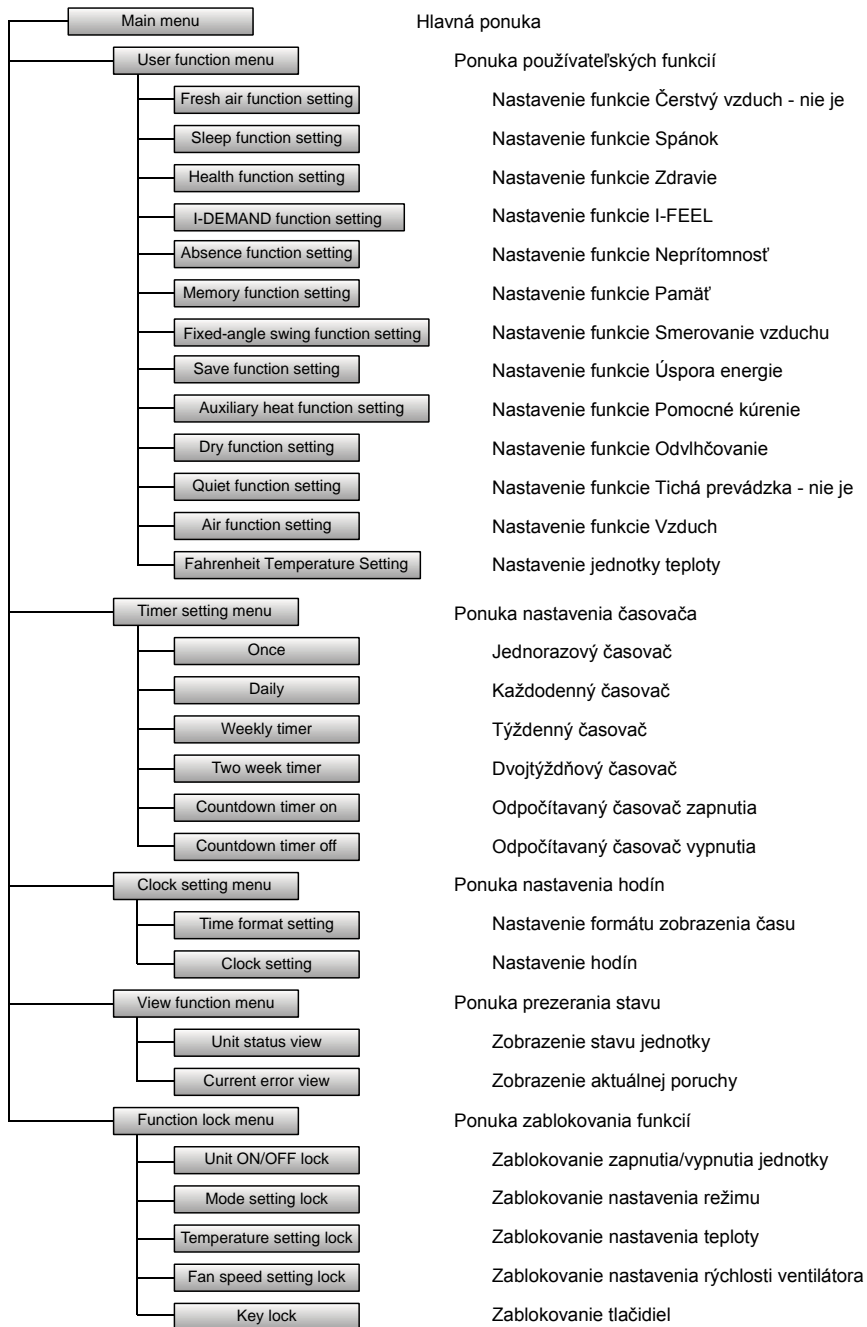 Main menu Hlavná ponuka
User function menu Ponuka používateľských funkcií
Fresh air function setting Nastavenie funkcie Čerstvý vzduch - nie je
Sleep function setting Nastavenie funkcie Spánok
Health function setting Nastavenie funkcie Zdravie
I-DEMAND function setting Nastavenie funkcie I-FEEL
Absence function setting Nastavenie funkcie Neprítomnosť
Memory function setting Nastavenie funkcie Pamäť
Fixed-angle swing function setting Nastavenie funkcie Smerovanie vzduchu
Save function setting Nastavenie funkcie Úspora energie
Auxiliary heat function setting Nastavenie funkcie Pomocné kúrenie
Dry function setting Nastavenie funkcie Odvlhčovanie
Quiet function setting Nastavenie funkcie Tichá prevádzka - nie je
Air function setting Nastavenie funkcie Vzduch
Fahrenheit Temperature Setting Nastavenie jednotky teploty
Timer setting menu Ponuka nastavenia časovača
Once Jednorazový časovač
Daily Každodenný časovač
Weekly timer Týždenný časovač
Two week timer Dvojtýždňový časovač
Countdown timer on Odpočítavaný časovač zapnutia
Countdown timer off Odpočítavaný časovač vypnutia
Clock setting menu Ponuka nastavenia hodín
Time format setting Nastavenie formátu zobrazenia času
Clock setting Nastavenie hodín
View function menu Ponuka prezerania stavu
Unit status view Zobrazenie stavu jednotky
Current error view Zobrazenie aktuálnej poruchy
Function lock menu Ponuka zablokovania funkcií
Unit ON/OFF lock Zablokovanie zapnutia/vypnutia jednotky
Mode setting lock Zablokovanie nastavenia režimu
Temperature setting lock Zablokovanie nastavenia teploty
Fan speed setting lock Zablokovanie nastavenia rýchlosti ventilátora
Key lock Zablokovanie tlačidiel